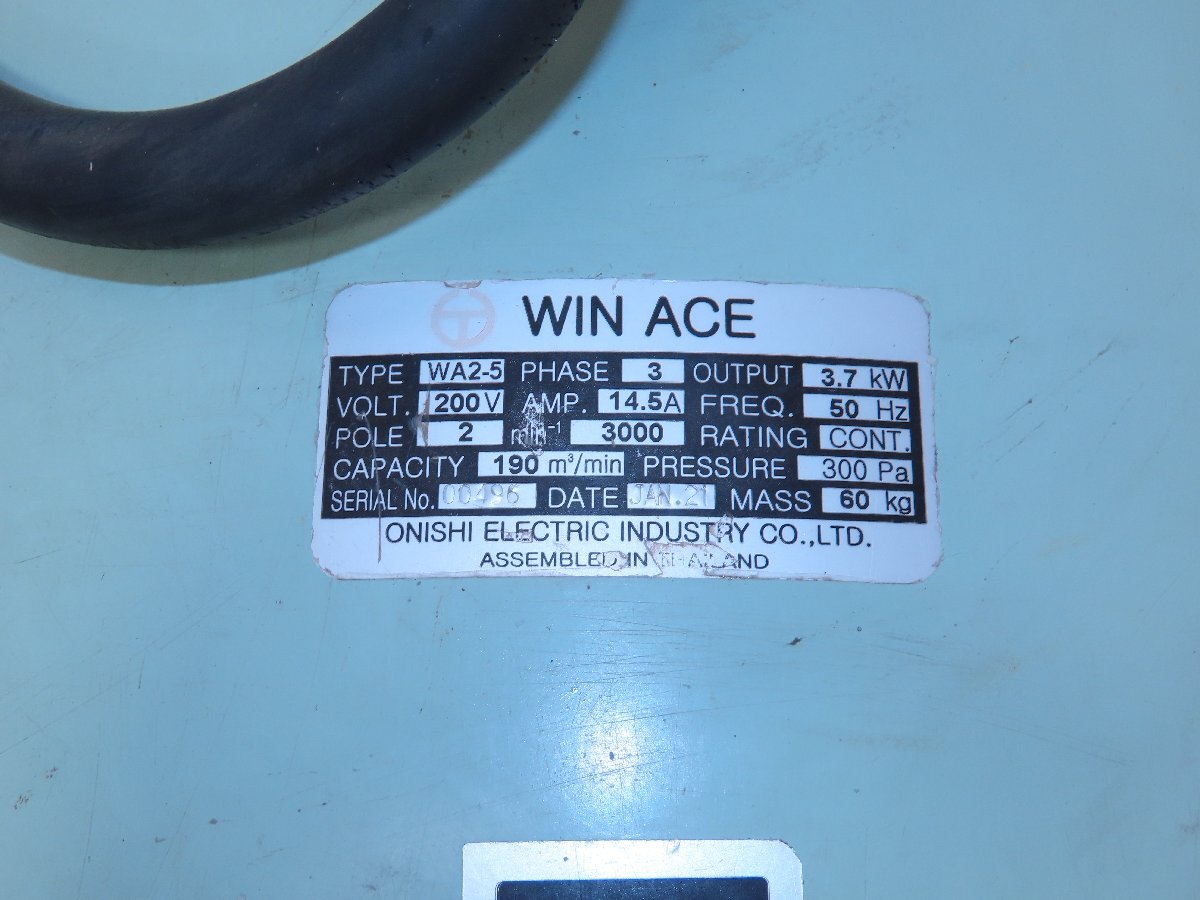 WIN ACE
TYPE WA2-5 PHASE 3 OUTPUT 3.7 kW
VOLT. 200V AMP. 14.5A FREQ. 50 Hz
POLE 2 min⁻¹ 3000 RATING CONT.
CAPACITY 190 m³/min PRESSURE 300 Pa
SERIAL No. 00496 DATE JAN.21 MASS 60 kg
ONISHI ELECTRIC INDUSTRY CO.,LTD.
ASSEMBLED IN THAILAND